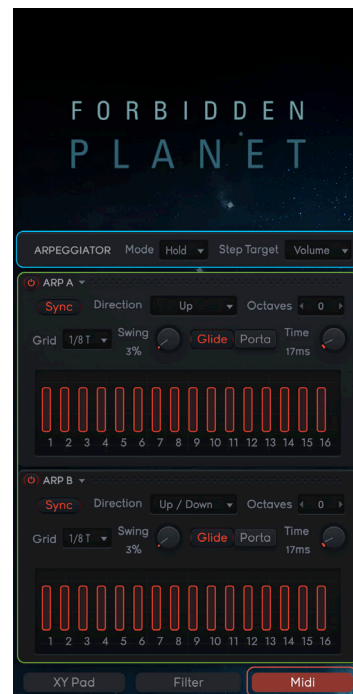 FORBIDDEN
PLANET
ARPEGGIATOR Mode Hold Step Target Volume
ARP A
Sync Direction Up Octaves 0
Grid 1/8 T Swing 3% Glide Porta Time 17ms
1 2 3 4 5 6 7 8 9 10 11 12 13 14 15 16
ARP B
Sync Direction Up / Down Octaves 0
Grid 1/8 T Swing 3% Glide Porta Time 17ms
1 2 3 4 5 6 7 8 9 10 11 12 13 14 15 16
XY Pad Filter Midi